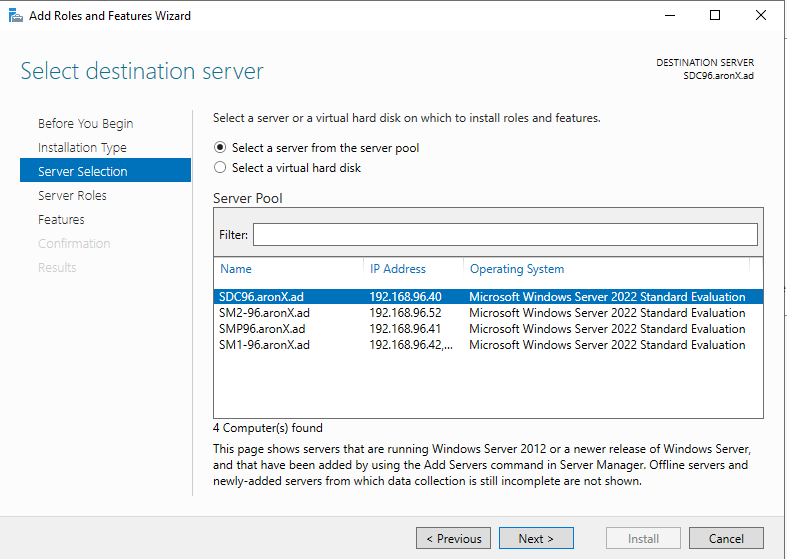 Add Roles and Features Wizard
Select destination server
DESTINATION SERVER
SDC96.aronX.ad
Before You Begin
Installation Type
Server Selection
Server Roles
Features
Confirmation
Results
Select a server or a virtual hard disk on which to install roles and features.
Select a server from the server pool
Select a virtual hard disk
Server Pool
Filter:
Name IP Address Operating System
SDC96.aronX.ad 192.168.96.40 Microsoft Windows Server 2022 Standard Evaluation
SM2-96.aronX.ad 192.168.96.52 Microsoft Windows Server 2022 Standard Evaluation
SMP96.aronX.ad 192.168.96.41 Microsoft Windows Server 2022 Standard Evaluation
SM1-96.aronX.ad 192.168.96.42,... Microsoft Windows Server 2022 Standard Evaluation
4 Computer(s) found
This page shows servers that are running Windows Server 2012 or a newer release of Windows Server,
and that have been added by using the Add Servers command in Server Manager. Offline servers and
newly-added servers from which data collection is still incomplete are not shown.
< Previous Next > Install Cancel